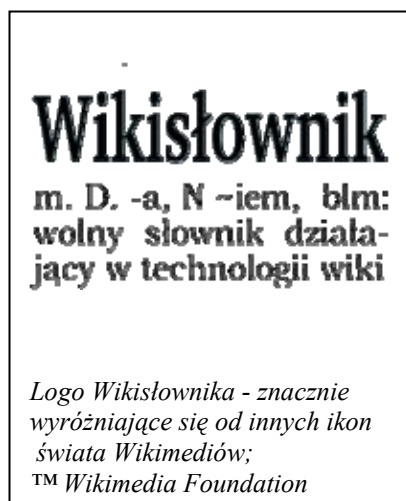 Wikisłownik
m. D. -a, N ~iem, blm:
wolny słownik działa-
jący w technologii wiki
Logo Wikisłownika - znacznie
wyróżniające się od innych ikon
świata Wikimediów;
™ Wikimedia Foundation